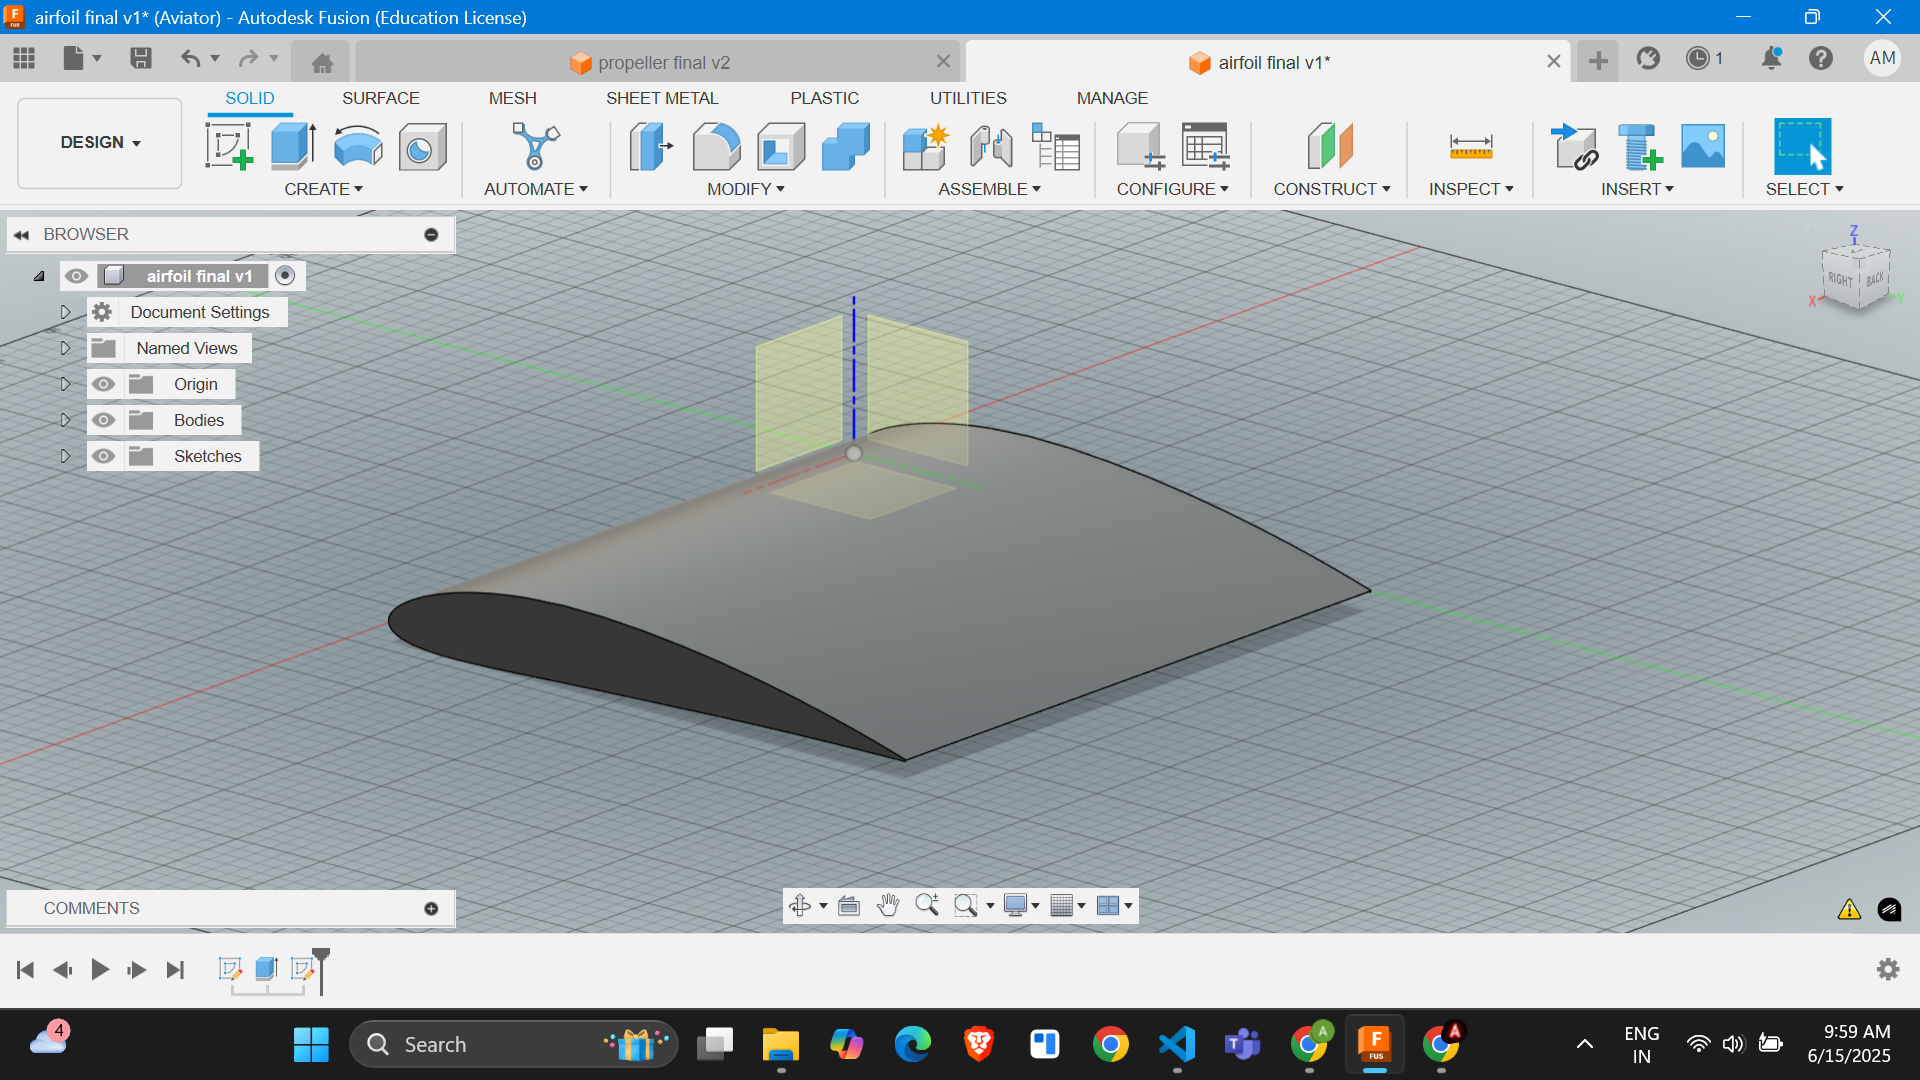 airfoil final v1* (Aviator) - Autodesk Fusion (Education License)
propeller final v2
airfoil final v1*
1
AM
DESIGN
SOLID
SURFACE
MESH
SHEET METAL
PLASTIC
UTILITIES
MANAGE
CREATE
AUTOMATE
MODIFY
ASSEMBLE
CONFIGURE
CONSTRUCT
INSPECT
INSERT
SELECT
BROWSER
airfoil final v1
Document Settings
Named Views
Origin
Bodies
Sketches
Z
RIGHT
BACK
X
Y
COMMENTS
4
Search
A
F
FUS
A
ENG
IN
9:59 AM
6/15/2025